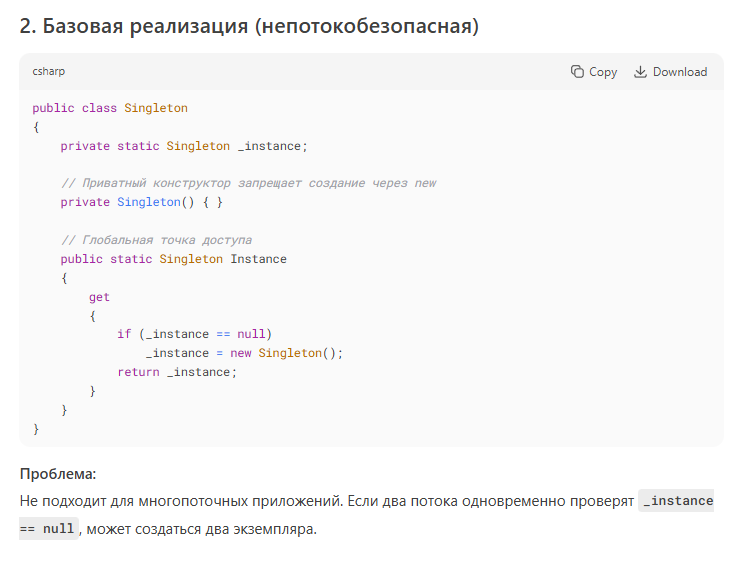 2. Базовая реализация (непотокобезопасная)
csharp
Copy
Download
public class Singleton
{
    private static Singleton _instance;
    // Приватный конструктор запрещает создание через new
    private Singleton() { }
    // Глобальная точка доступа
    public static Singleton Instance
    {
        get
        {
            if (_instance == null)
                _instance = new Singleton();
            return _instance;
        }
    }
}
Проблема:
Не подходит для многопоточных приложений. Если два потока одновременно проверят _instance
== null, может создаться два экземпляра.